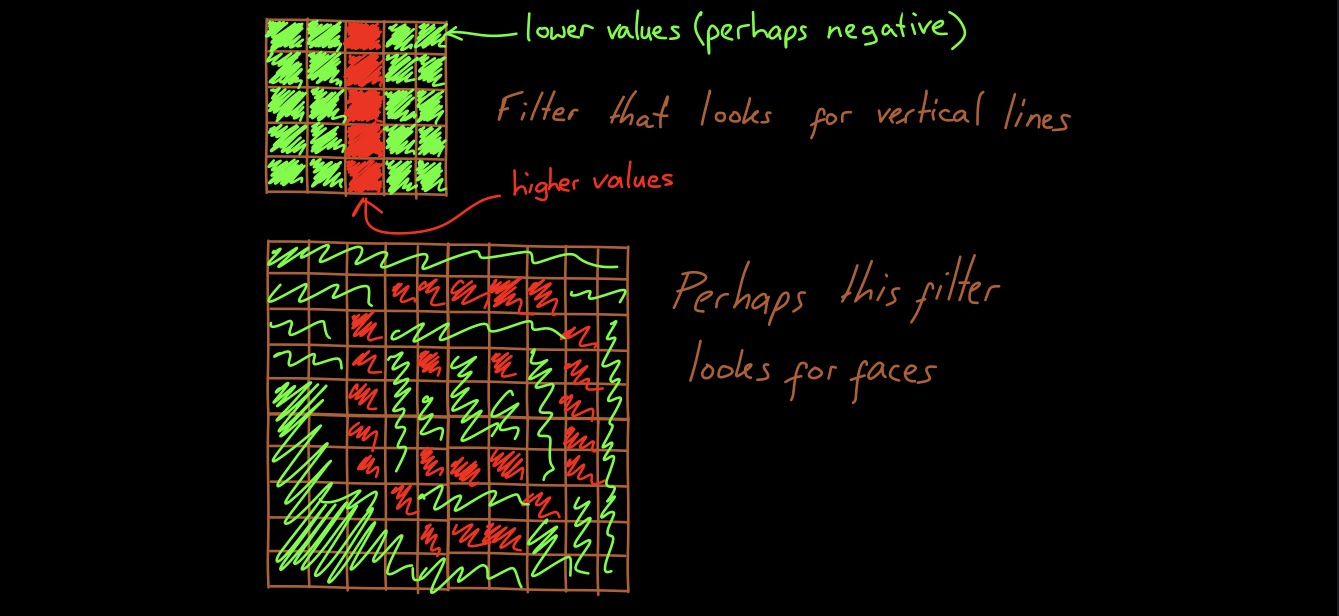 lower values (perhaps negative)
Filter that looks for vertical lines
higher values
Perhaps this filter
looks for faces